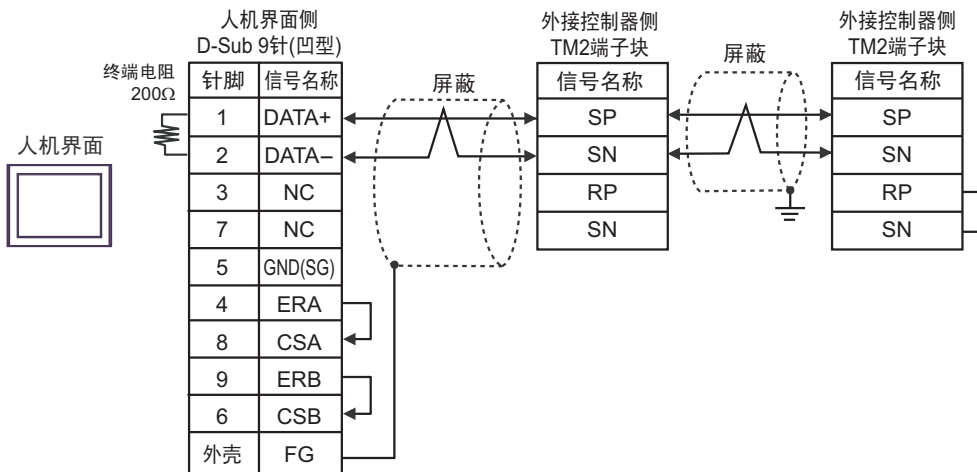 人机界面侧
D-Sub 9针(凹型)
终端电阻
200Ω
人机界面
针脚 信号名称
1 DATA+
2 DATA–
3 NC
7 NC
5 GND(SG)
4 ERA
8 CSA
9 ERB
6 CSB
外壳 FG
屏蔽
外接控制器侧
TM2端子块
信号名称
SP
SN
RP
SN
屏蔽
外接控制器侧
TM2端子块
信号名称
SP
SN
RP
SN